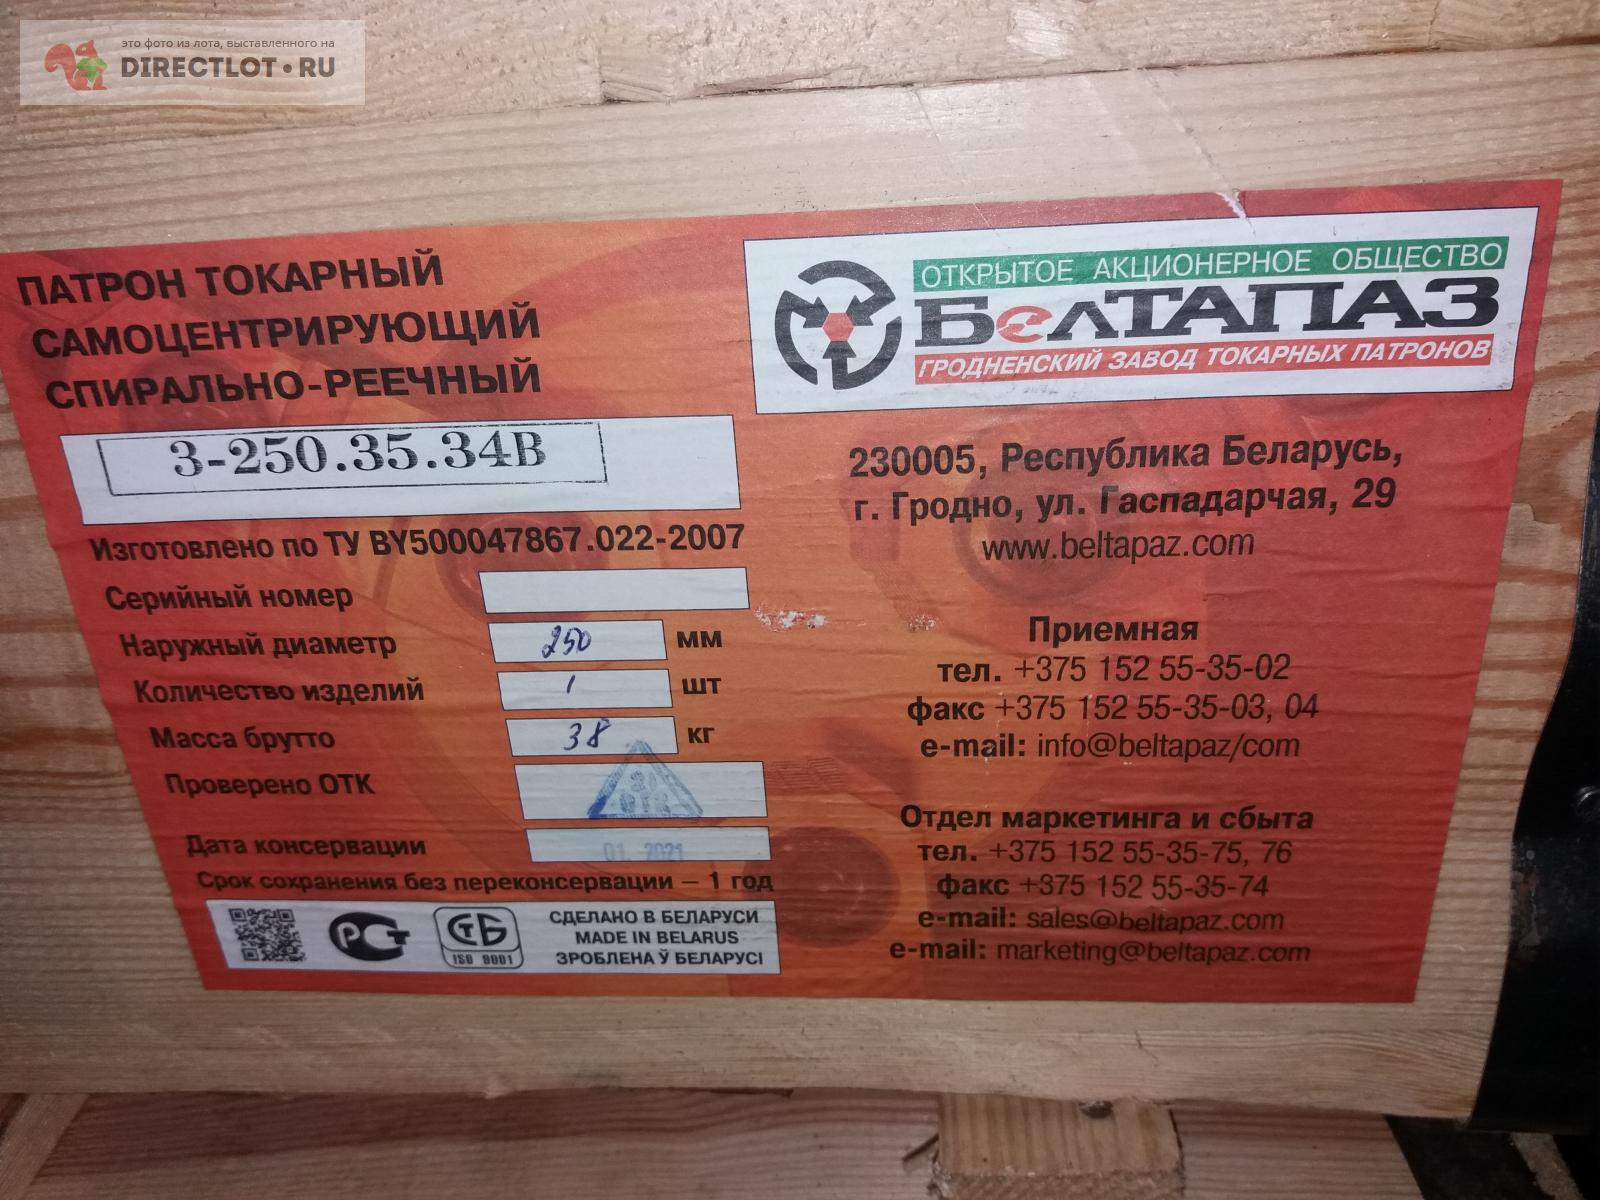 это фото из лота, выставленного на
DIRECTLOT.RU
ПАТРОН ТОКАРНЫЙ
САМОЦЕНТРИРУЮЩИЙ
СПИРАЛЬНО-РЕЕЧНЫЙ
3-250.35.34В
Изготовлено по ТУ BY500047867.022-2007
Серийный номер
Наружный диаметр 250 мм
Количество изделий 1 шт
Масса брутто 38 кг
Проверено ОТК
ОТК
Дата консервации 01. 2021
Срок сохранения без переконсервации – 1 год
РСТ
СТБ
ISO 9001
СДЕЛАНО В БЕЛАРУСИ
MADE IN BELARUS
ЗРОБЛЕНА Ў БЕЛАРУСІ
ОТКРЫТОЕ АКЦИОНЕРНОЕ ОБЩЕСТВО
БелТАПАЗ
ГРОДНЕНСКИЙ ЗАВОД ТОКАРНЫХ ПАТРОНОВ
230005, Республика Беларусь,
г. Гродно, ул. Гаспадарчая, 29
www.beltapaz.com
Приемная
тел. +375 152 55-35-02
факс +375 152 55-35-03, 04
e-mail: info@beltapaz/com
Отдел маркетинга и сбыта
тел. +375 152 55-35-75, 76
факс +375 152 55-35-74
e-mail: sales@beltapaz.com
e-mail: marketing@beltapaz.com